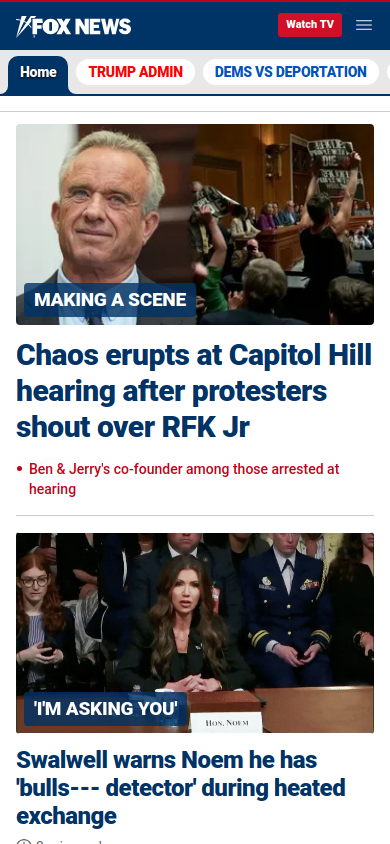 FOX NEWS
Watch TV
Home
TRUMP ADMIN
DEMS VS DEPORTATION
DIE
MAKING A SCENE
Chaos erupts at Capitol Hill
hearing after protesters
shout over RFK Jr
• Ben & Jerry's co-founder among those arrested at
hearing
'I'M ASKING YOU'
HON. NOEM
Swalwell warns Noem he has
'bulls--- detector' during heated
exchange